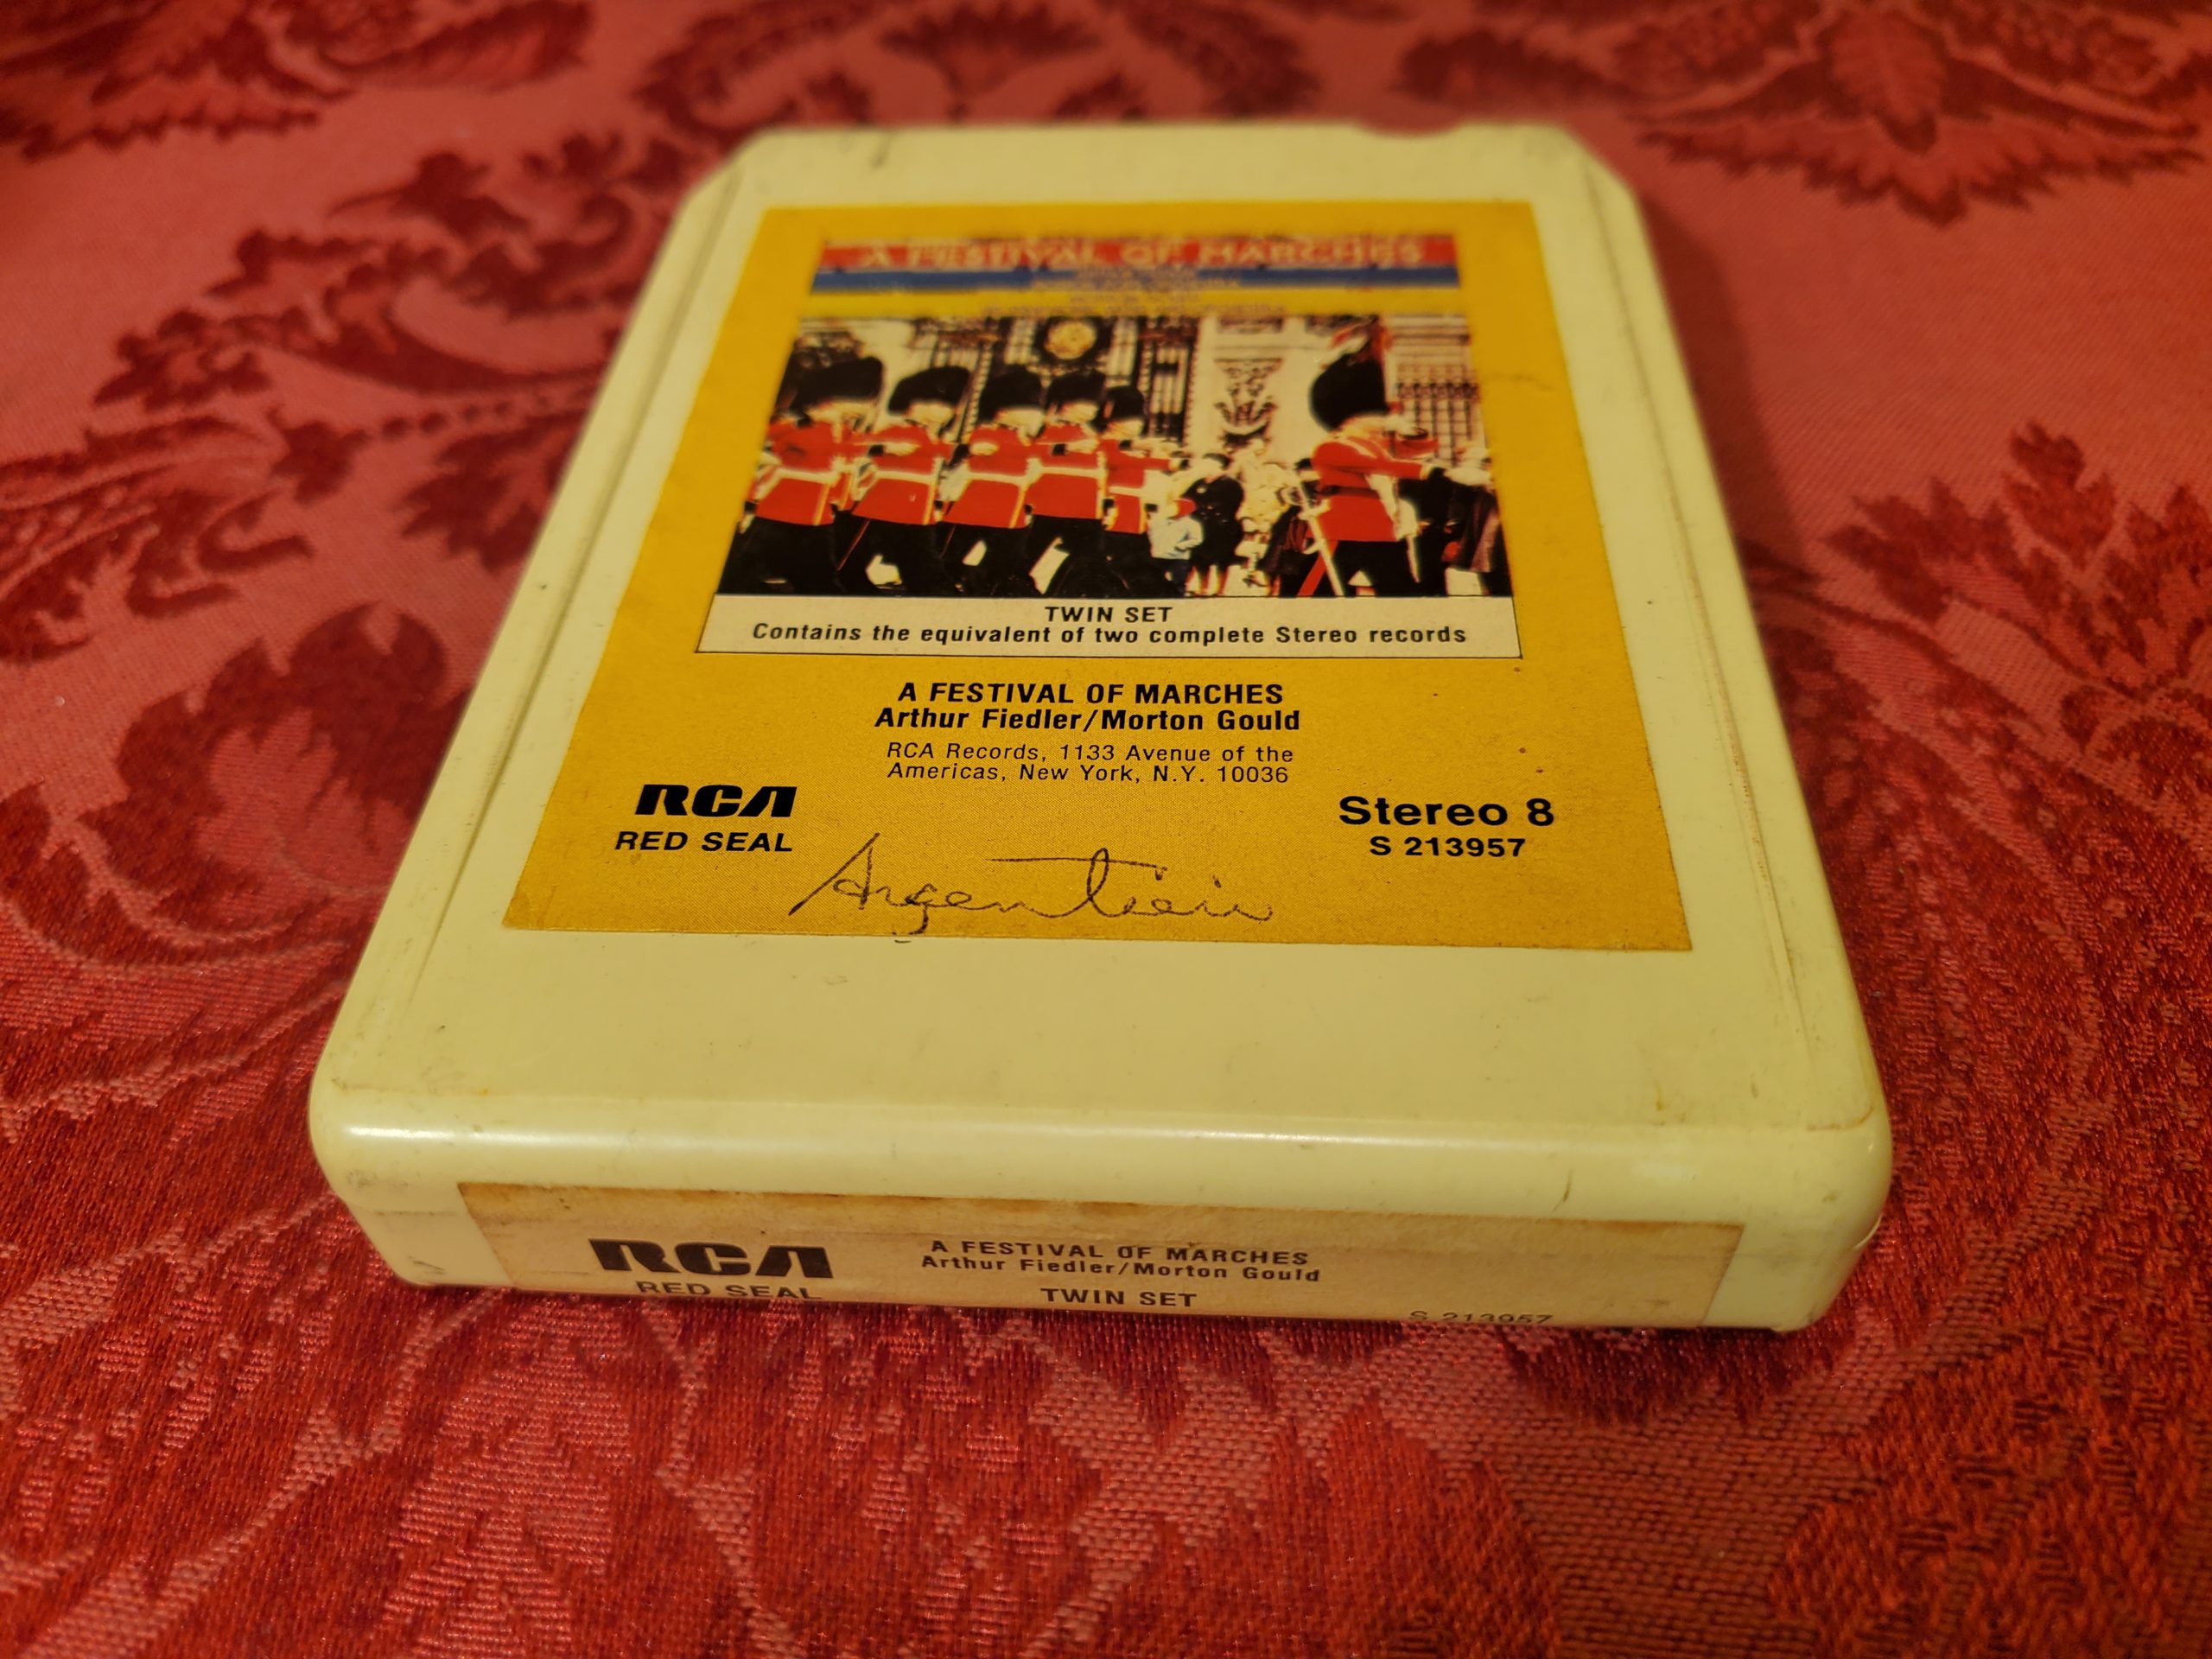 A FESTIVAL OF MARCHES
TWIN SET
Contains the equivalent of two complete Stereo records
A FESTIVAL OF MARCHES
Arthur Fiedler/Morton Gould
RCA Records, 1133 Avenue of the
Americas, New York, N.Y. 10036
RCA
RED SEAL
Stereo 8
S 213957
RCA
RED SEAL
A FESTIVAL OF MARCHES
Arthur Fiedler/Morton Gould
TWIN SET
S 213957